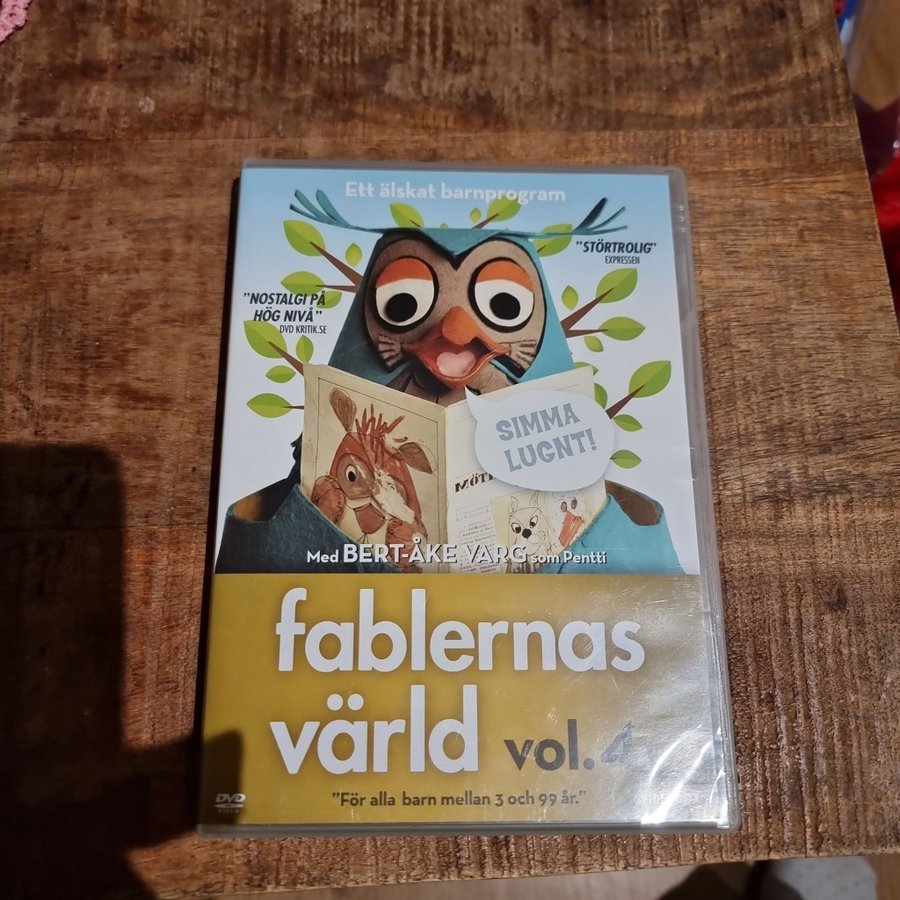 Ett älskat barnprogram
"STÖRTROLIG"
EXPRESSEN
"NOSTALGI PÅ
HÖG NIVÅ"
DVD KRITIK.SE
SIMMA
LUGNT!
Med BERT-ÅKE VARG som Pentti
fablernas
värld vol.4
"För alla barn mellan 3 och 99 år."
DVD